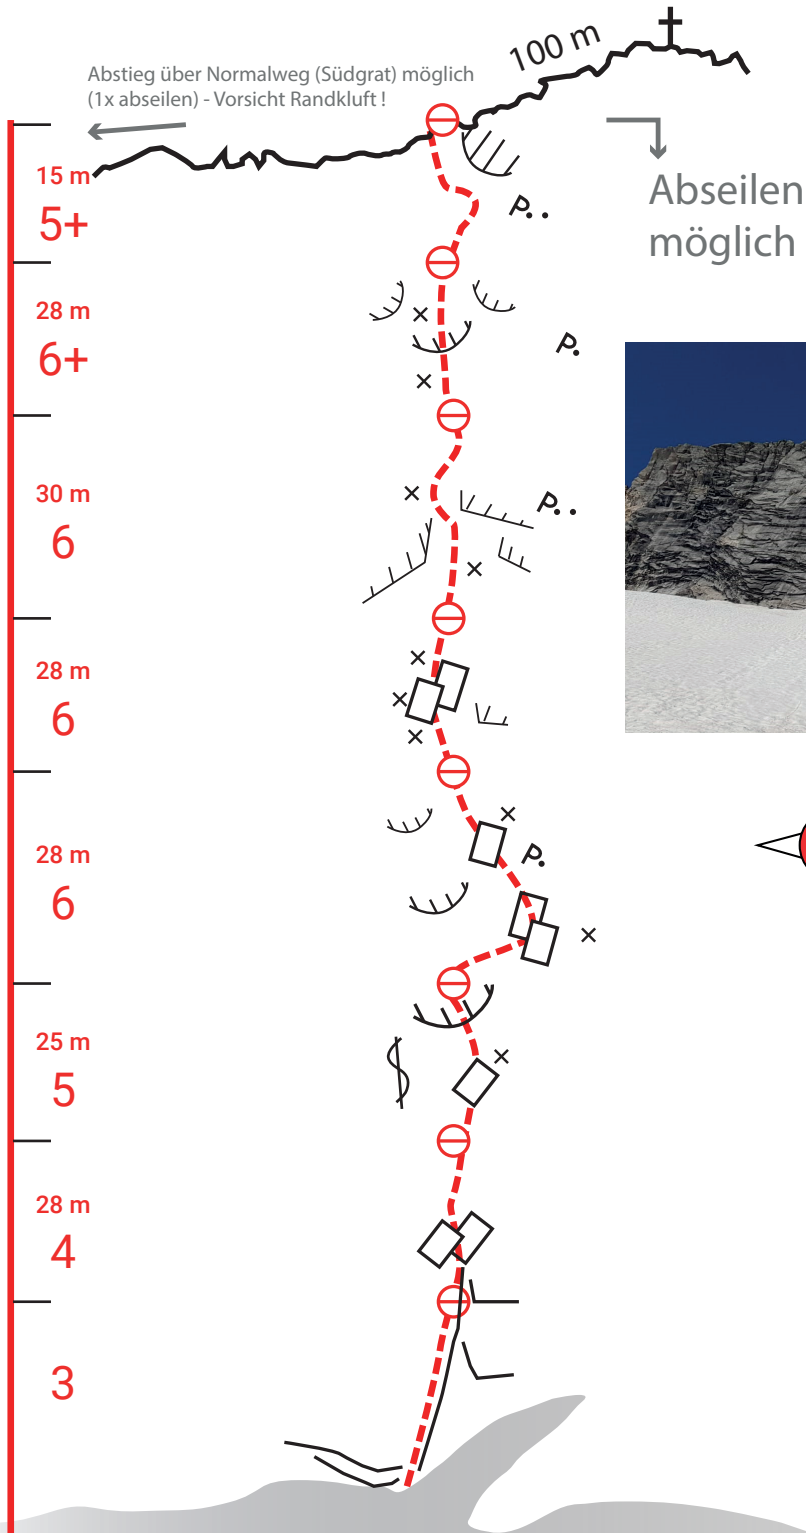 100 m
Abstieg über Normalweg (Südgrat) möglich
(1x abseilen) - Vorsicht Randkluft !
Abseilen
möglich
15 m
5+
P. .
28 m
6+
P.
30 m
6
P. .
28 m
6
28 m
6
P.
25 m
5
28 m
4
3